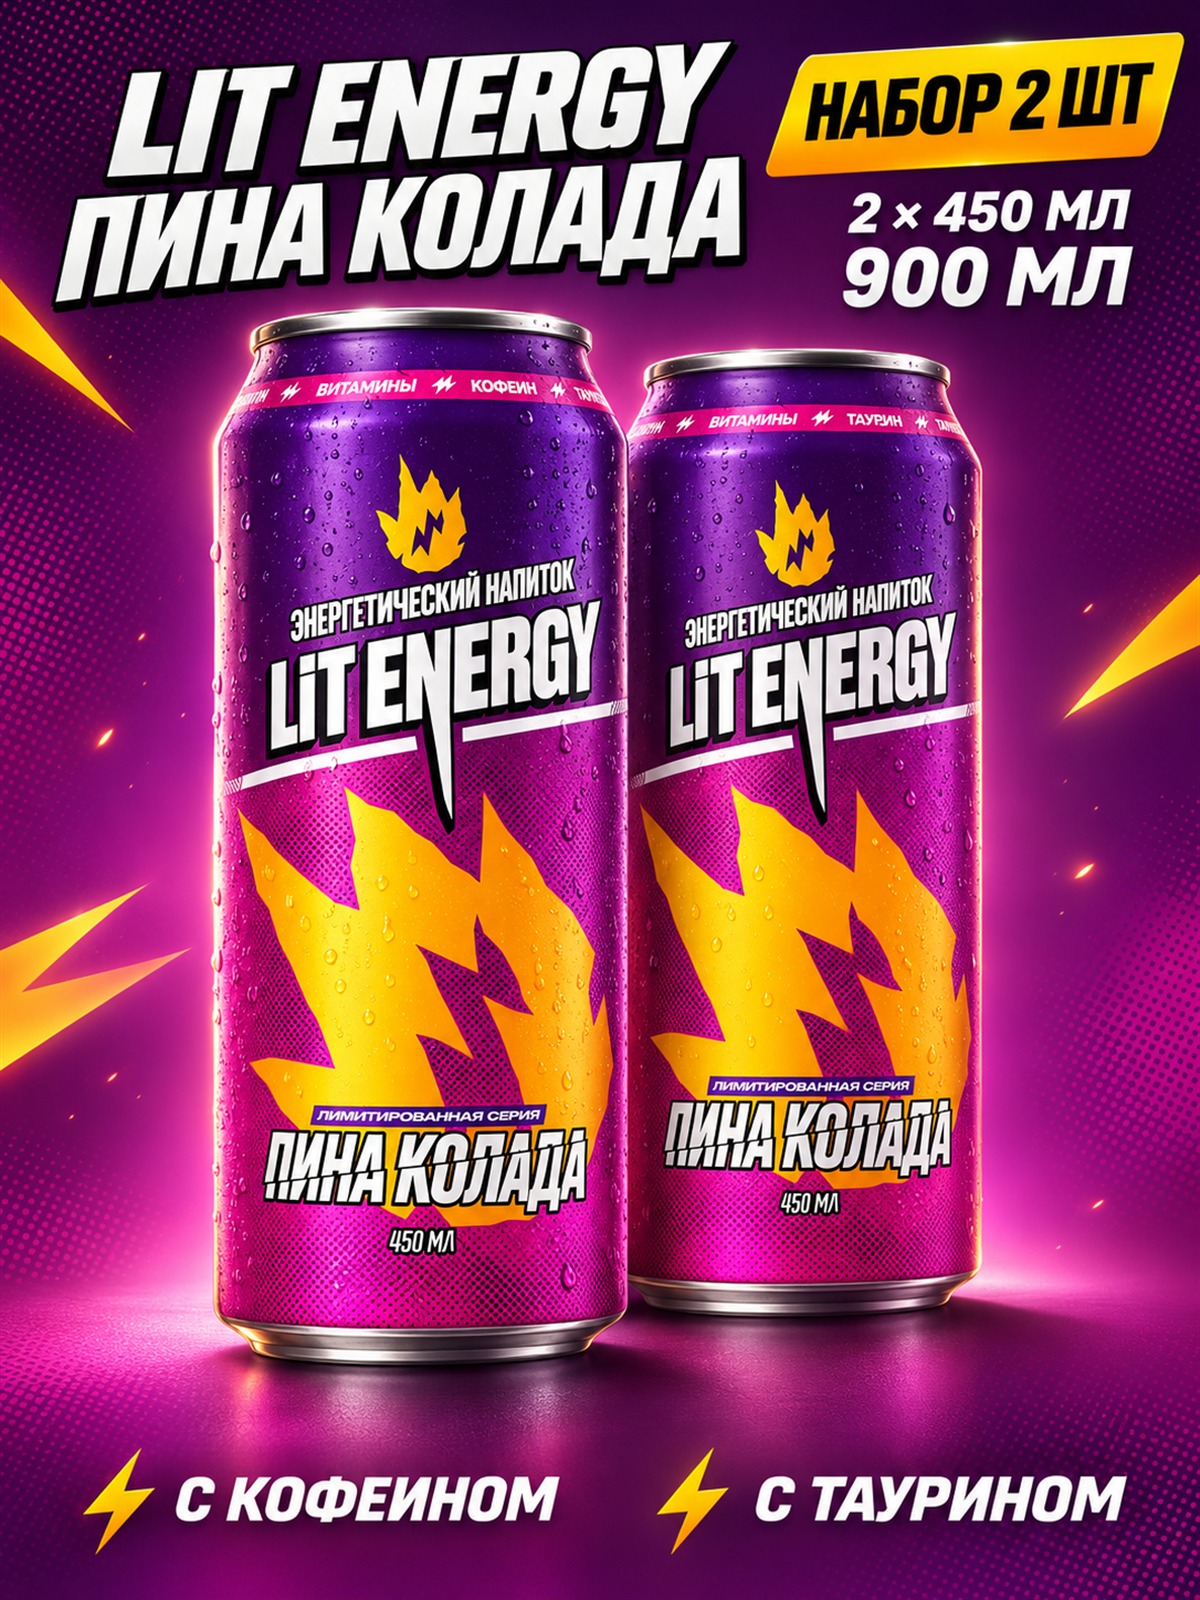 LIT ENERGY
ПИНА КОЛАДА
НАБОР 2 ШТ
2 × 450 МЛ
900 МЛ
ВИТАМИНЫ КОФЕИН
ЭНЕРГЕТИЧЕСКИЙ НАПИТОК
LIT ENERGY
ЛИМИТИРОВАННАЯ СЕРИЯ
ПИНА КОЛАДА
450 МЛ
ВИТАМИНЫ ТАУРИН
ЭНЕРГЕТИЧЕСКИЙ НАПИТОК
LIT ENERGY
ЛИМИТИРОВАННАЯ СЕРИЯ
ПИНА КОЛАДА
450 МЛ
С КОФЕИНОМ
С ТАУРИНОМ